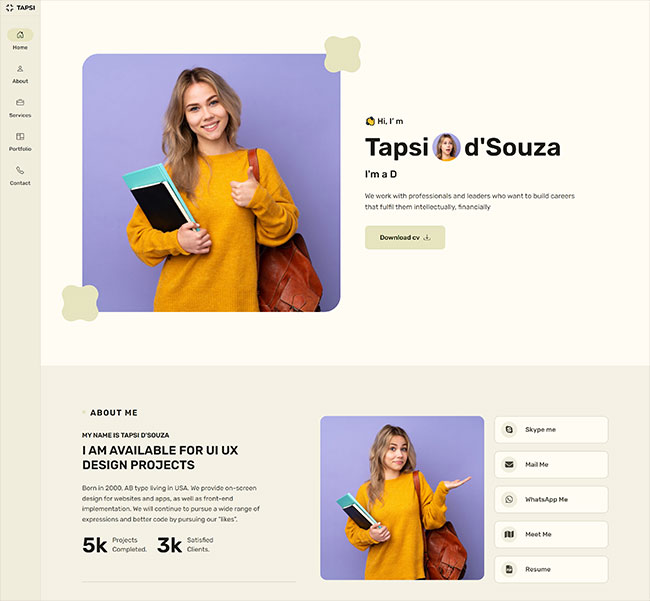 TAPSI
Home
About
Services
Portfolio
Contact
Hi, I' m
Tapsi d'Souza
I'm a D
We work with professionals and leaders who want to build careers
that fulfil them intellectually, financially
Download cv
ABOUT ME
MY NAME IS TAPSI D'SOUZA
I AM AVAILABLE FOR UI UX
DESIGN PROJECTS
Born in 2000, AB type living in USA. We provide on-screen
design for websites and apps, as well as front-end
implementation. We will continue to pursue a wide range of
expressions and better code by pursuing our "likes".
5k Projects
Completed.
3k Satisfied
Clients.
Skype me
Mail Me
WhatsApp Me
Meet Me
Resume